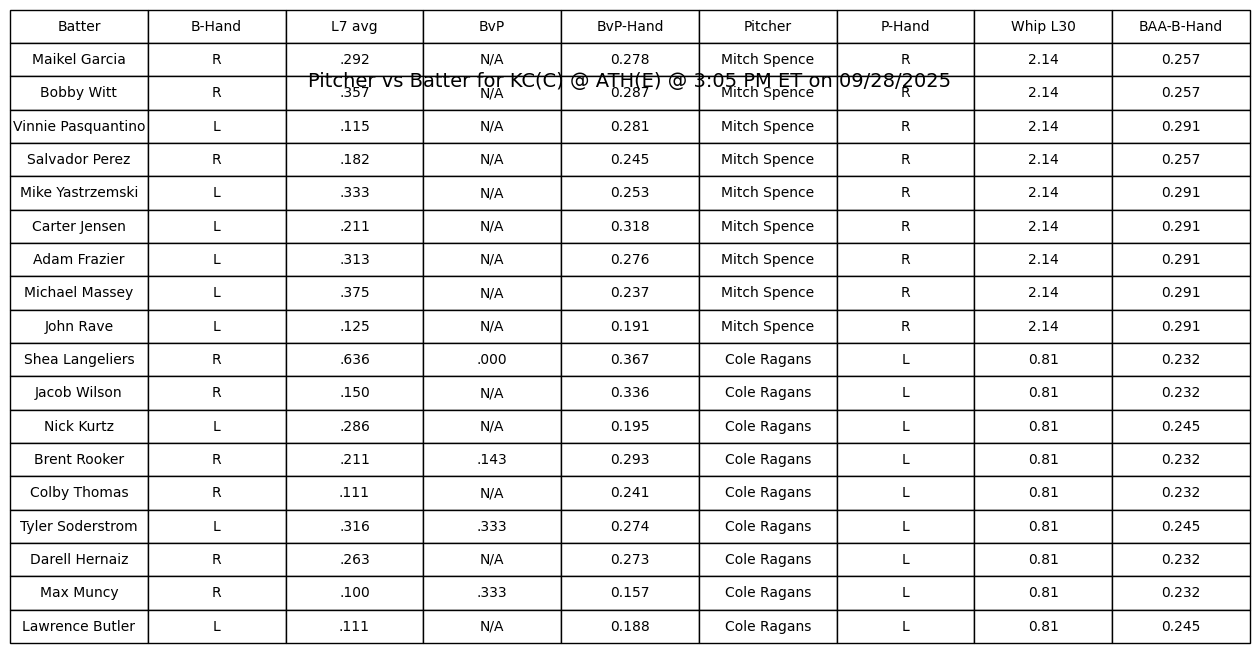 Batter B-Hand L7 avg BvP BvP-Hand Pitcher P-Hand Whip L30 BAA-B-Hand
Maikel Garcia R .292 N/A 0.278 Mitch Spence R 2.14 0.257
Pitcher vs Batter for KC(C) @ ATH(E) @ 3:05 PM ET on 09/28/2025
Bobby Witt R .357 N/A 0.287 Mitch Spence R 2.14 0.257
Vinnie Pasquantino L .115 N/A 0.281 Mitch Spence R 2.14 0.291
Salvador Perez R .182 N/A 0.245 Mitch Spence R 2.14 0.257
Mike Yastrzemski L .333 N/A 0.253 Mitch Spence R 2.14 0.291
Carter Jensen L .211 N/A 0.318 Mitch Spence R 2.14 0.291
Adam Frazier L .313 N/A 0.276 Mitch Spence R 2.14 0.291
Michael Massey L .375 N/A 0.237 Mitch Spence R 2.14 0.291
John Rave L .125 N/A 0.191 Mitch Spence R 2.14 0.291
Shea Langeliers R .636 .000 0.367 Cole Ragans L 0.81 0.232
Jacob Wilson R .150 N/A 0.336 Cole Ragans L 0.81 0.232
Nick Kurtz L .286 N/A 0.195 Cole Ragans L 0.81 0.245
Brent Rooker R .211 .143 0.293 Cole Ragans L 0.81 0.232
Colby Thomas R .111 N/A 0.241 Cole Ragans L 0.81 0.232
Tyler Soderstrom L .316 .333 0.274 Cole Ragans L 0.81 0.245
Darell Hernaiz R .263 N/A 0.273 Cole Ragans L 0.81 0.232
Max Muncy R .100 .333 0.157 Cole Ragans L 0.81 0.232
Lawrence Butler L .111 N/A 0.188 Cole Ragans L 0.81 0.245